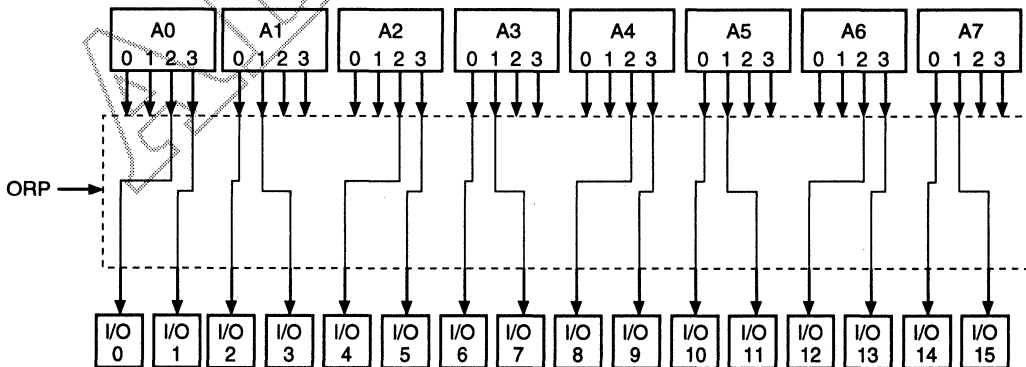 A0 A1 A2 A3 A4 A5 A6 A7
0 1 2 3 0 1 2 3 0 1 2 3 0 1 2 3 0 1 2 3 0 1 2 3 0 1 2 3 0 1 2 3
ORP
I/O I/O I/O I/O I/O I/O I/O I/O I/O I/O I/O I/O I/O I/O I/O I/O
0 1 2 3 4 5 6 7 8 9 10 11 12 13 14 15